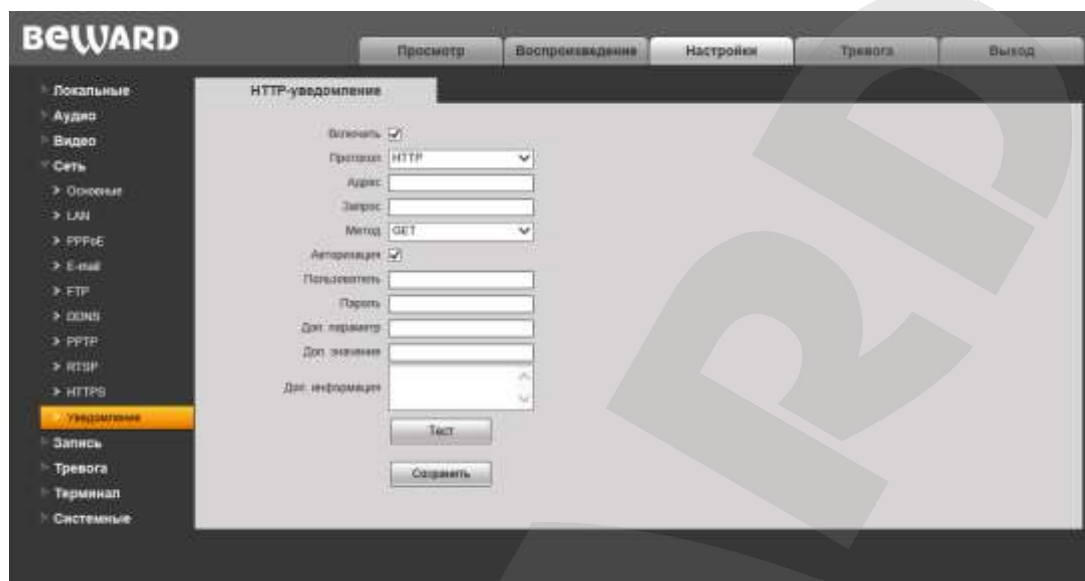 BEWARD
Просмотр Воспроизведение Настройки Тревога Выход
Локальные
Аудио
Видео
Сеть
Основные
LAN
PPPoE
E-mail
FTP
DDNS
PPTP
RTSP
HTTPS
Уведомление
Запись
Тревога
Терминал
Системные
HTTP-уведомление
Включить
Протокол HTTP
Адрес
Запрос
Метод GET
Авторизация
Пользователь
Пароль
Доп. параметр
Доп. значение
Доп. информация
Тест
Сохранить